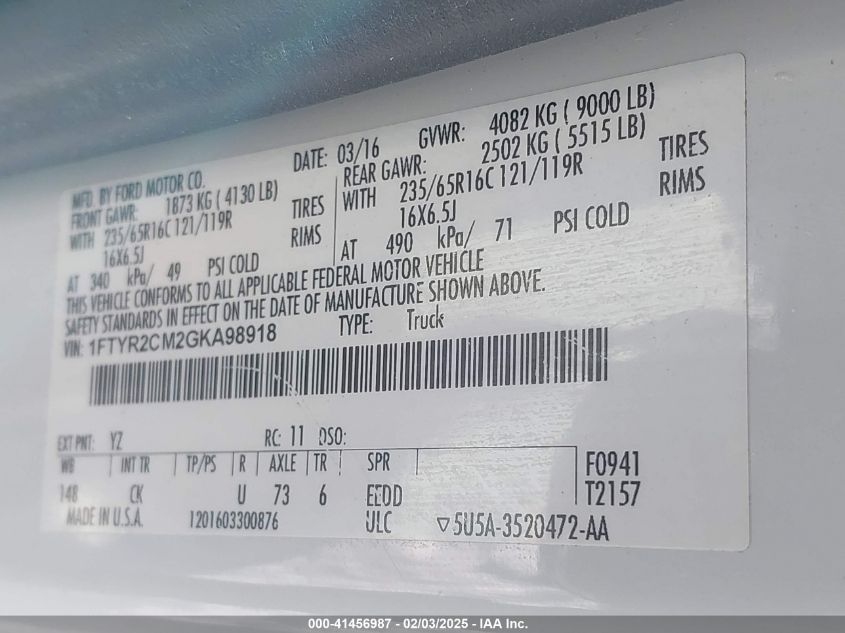 MFD. BY FORD MOTOR CO. DATE: 03/16 GVWR: 4082 KG ( 9000 LB)
FRONT GAWR: 1873 KG ( 4130 LB) REAR GAWR: 2502 KG ( 5515 LB)
WITH 235/65R16C 121/119R TIRES WITH 235/65R16C 121/119R TIRES
16X6.5J RIMS 16X6.5J RIMS
AT 340 kPa/ 49 PSI COLD AT 490 kPa/ 71 PSI COLD
THIS VEHICLE CONFORMS TO ALL APPLICABLE FEDERAL MOTOR VEHICLE
SAFETY STANDARDS IN EFFECT ON THE DATE OF MANUFACTURE SHOWN ABOVE.
VIN: 1FTYR2CM2GKA98918 TYPE: Truck
EXT PNT: YZ RC: 11 DSO:
WB INT TR TP/PS R AXLE TR SPR F0941
148 CK U 73 6 EEDD T2157
MADE IN U.S.A. 1201603300876 ULC 5U5A-3520472-AA
000-41456987 - 02/03/2025 - IAA Inc.